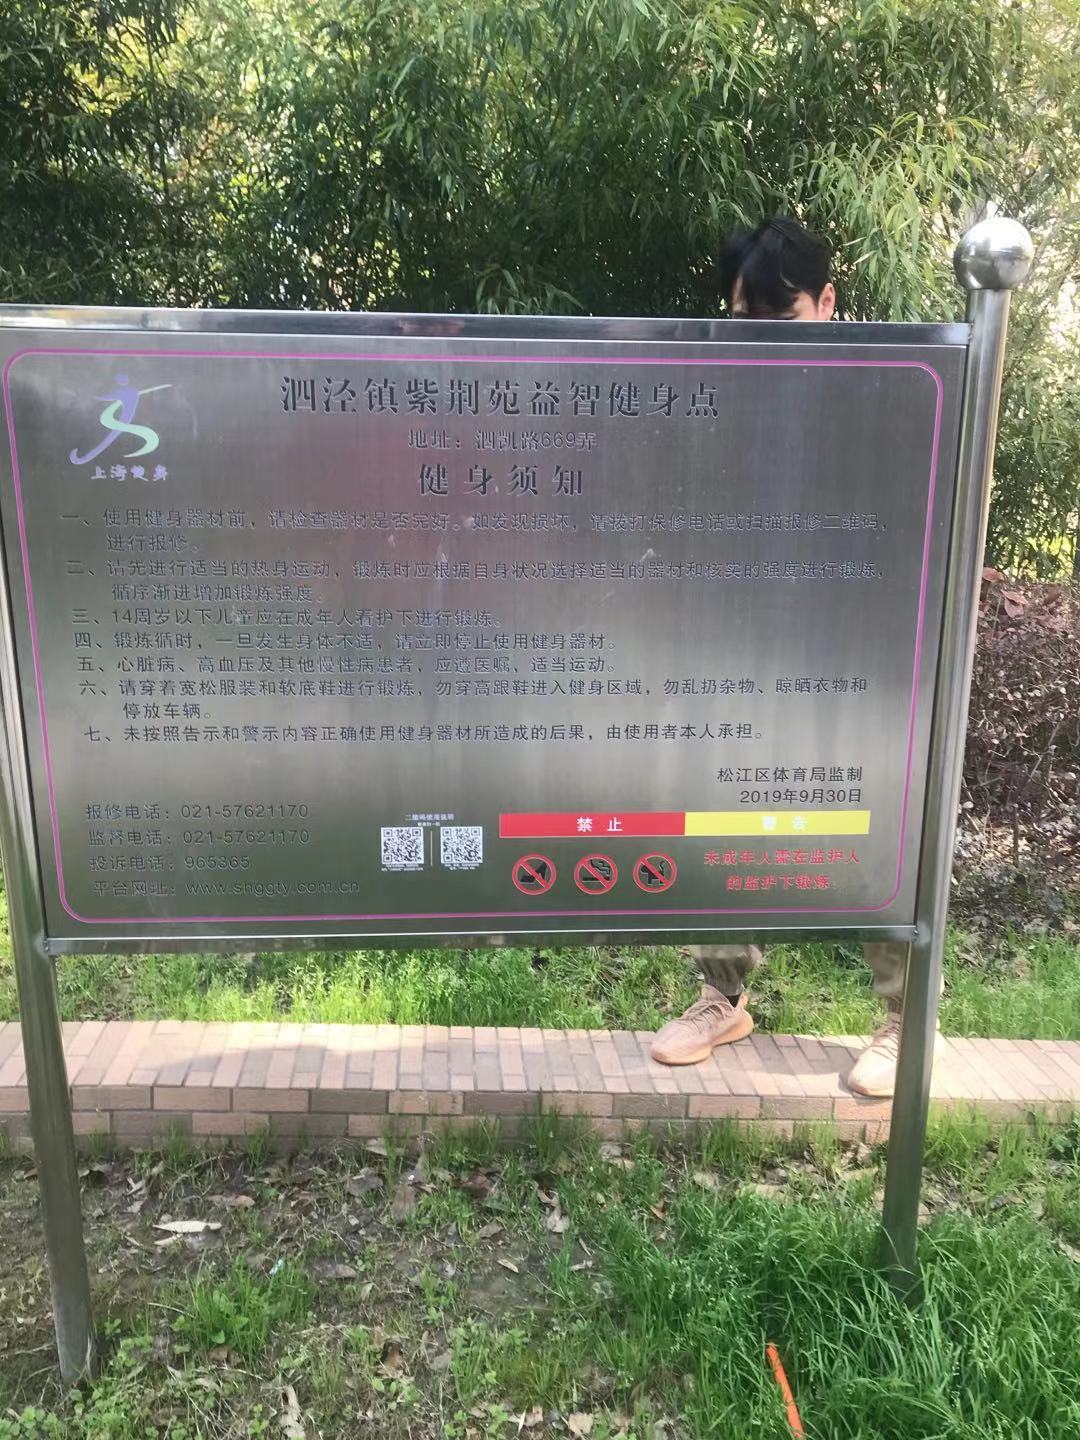 泗泾镇紫荆苑益智健身点
地址：泗凯路669弄
健身须知
上海健身
一、使用健身器材前，请检查器材是否完好。如发现损坏，请拨打保修电话或扫描报修二维码，
进行报修。
二、请先进行适当的热身运动，锻炼时应根据自身状况选择适当的器材和核实的强度进行锻炼，
循序渐进增加锻炼强度。
三、14周岁以下儿童应在成年人看护下进行锻炼。
四、锻炼循时，一旦发生身体不适，请立即停止使用健身器材。
五、心脏病、高血压及其他慢性病患者，应遵医嘱，适当运动。
六、请穿着宽松服装和软底鞋进行锻炼，勿穿高跟鞋进入健身区域，勿乱扔杂物、晾晒衣物和
停放车辆。
七、未按照告示和警示内容正确使用健身器材所造成的后果，由使用者本人承担。
松江区体育局监制
2019年9月30日
报修电话：021-57621170
监督电话：021-57621170
投诉电话：965365
平台网址：www.shggty.com.cn
二维码使用说明
禁 止
警 示
未成年人需在监护人
的监护下锻炼